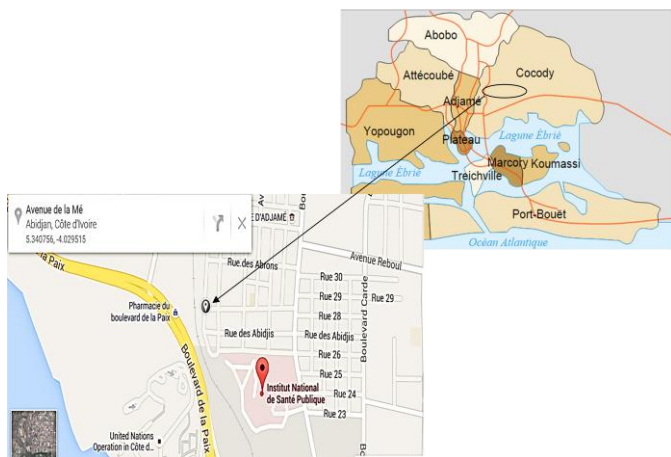 Abobo
Attécoubé
Cocody
Adjamé
Yopougon
Plateau
Lagune Ébrié
Lagune Ébrié
Marcory
Koumassi
Treichville
Port-Bouët
Océan Atlantique
Avenue de la Mé
Abidjan, Côte d'Ivoire
5.340756, -4.029515
D'ADJAMÉ
Avenue Reboul
Rue des Abrons
Rue 30
Rue 29
Rue 29
Rue 28
Pharmacie du
boulevard de la Paix
Rue des Abidjis
Rue des Abidjis
Rue 26
Rue 25
Rue 24
Rue 23
Boulevard Carde
la Paix
Boulevard de la Paix
Institut National
de Santé Publique
United Nations
Operation in Côte d...